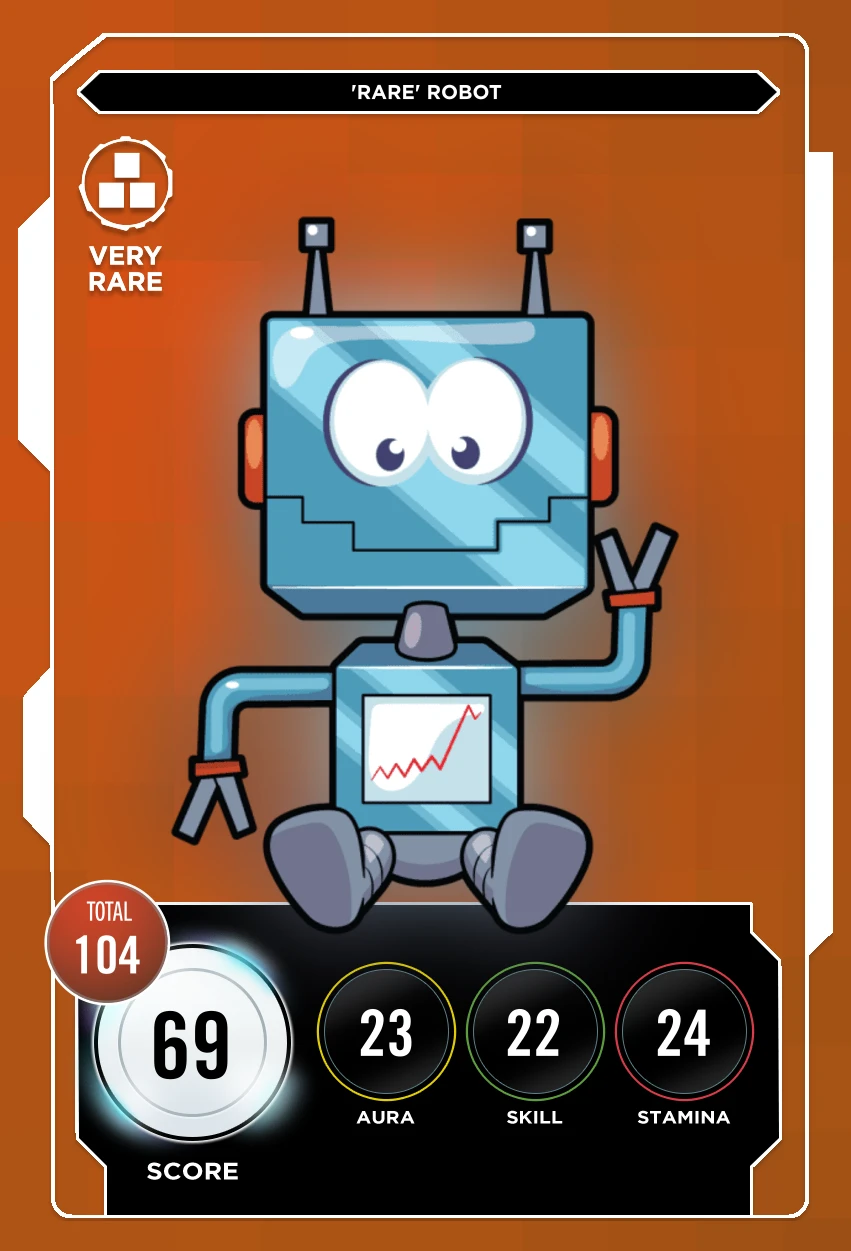 'RARE' ROBOT
VERY
RARE
TOTAL
104
69
SCORE
23
AURA
22
SKILL
24
STAMINA